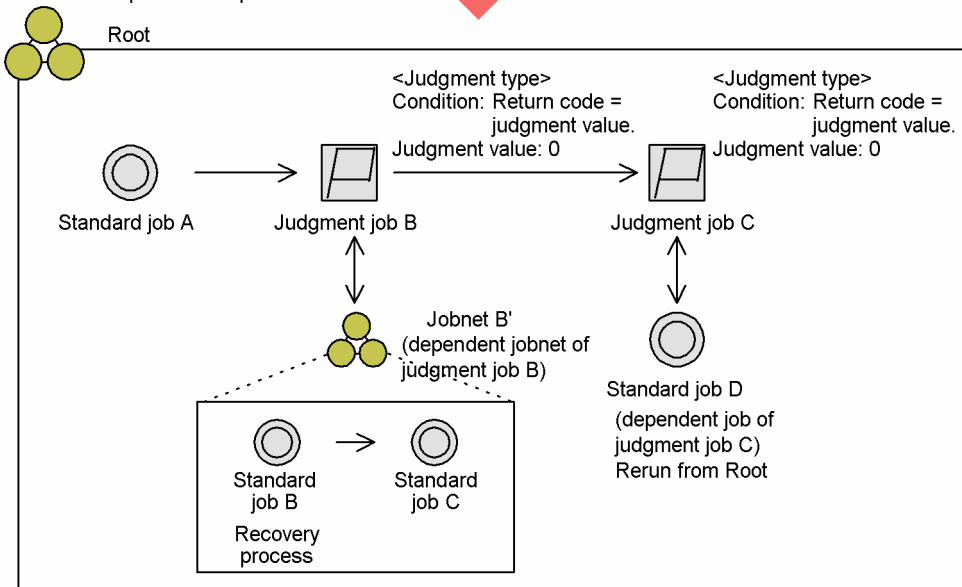 Root
<Judgment type>
Condition: Return code =
judgment value.
Judgment value: 0
<Judgment type>
Condition: Return code =
judgment value.
Judgment value: 0
Standard job A
Judgment job B
Judgment job C
Jobnet B'
(dependent jobnet of
judgment job B)
Standard job D
(dependent job of
judgment job C)
Rerun from Root
Standard
job B
Standard
job C
Recovery
process